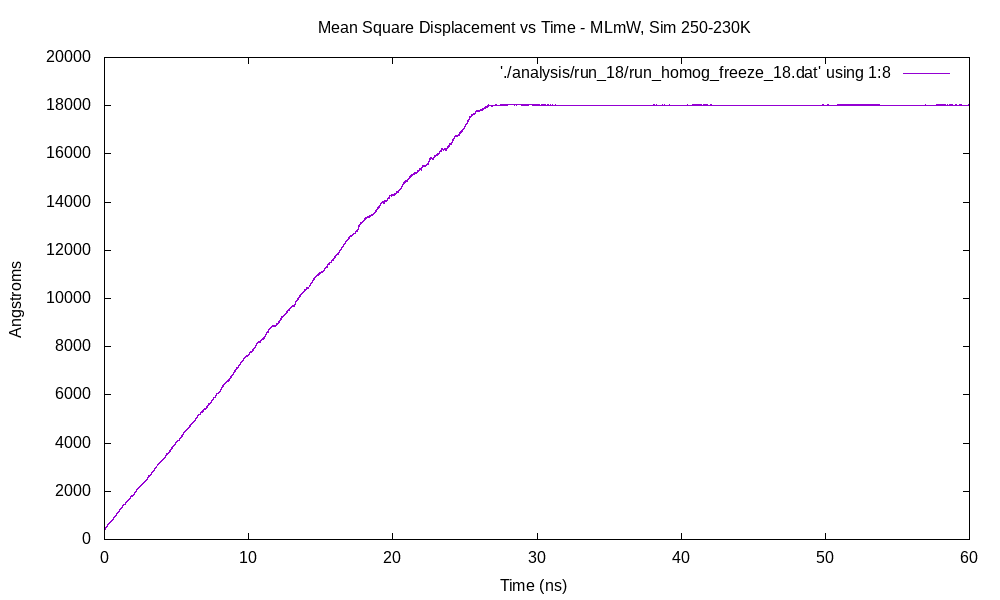 Mean Square Displacement vs Time - MLmW, Sim 250-230K
'./analysis/run_18/run_homog_freeze_18.dat' using 1:8
20000
18000
16000
14000
12000
10000
8000
6000
4000
2000
0
Angstroms
0 10 20 30 40 50 60
Time (ns)